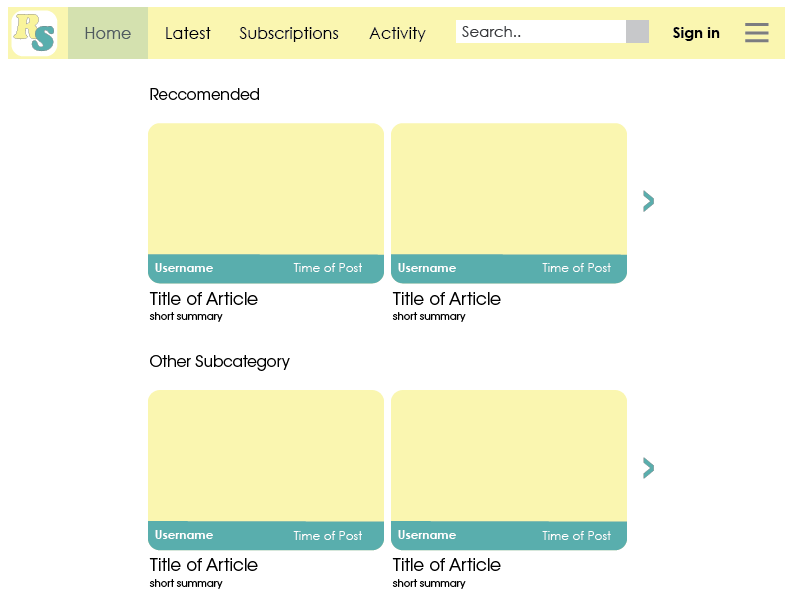 RS Home Latest Subscriptions Activity Search.. Sign in
Reccomended
Username Time of Post Username Time of Post
Title of Article Title of Article
short summary short summary
Other Subcategory
Username Time of Post Username Time of Post
Title of Article Title of Article
short summary short summary